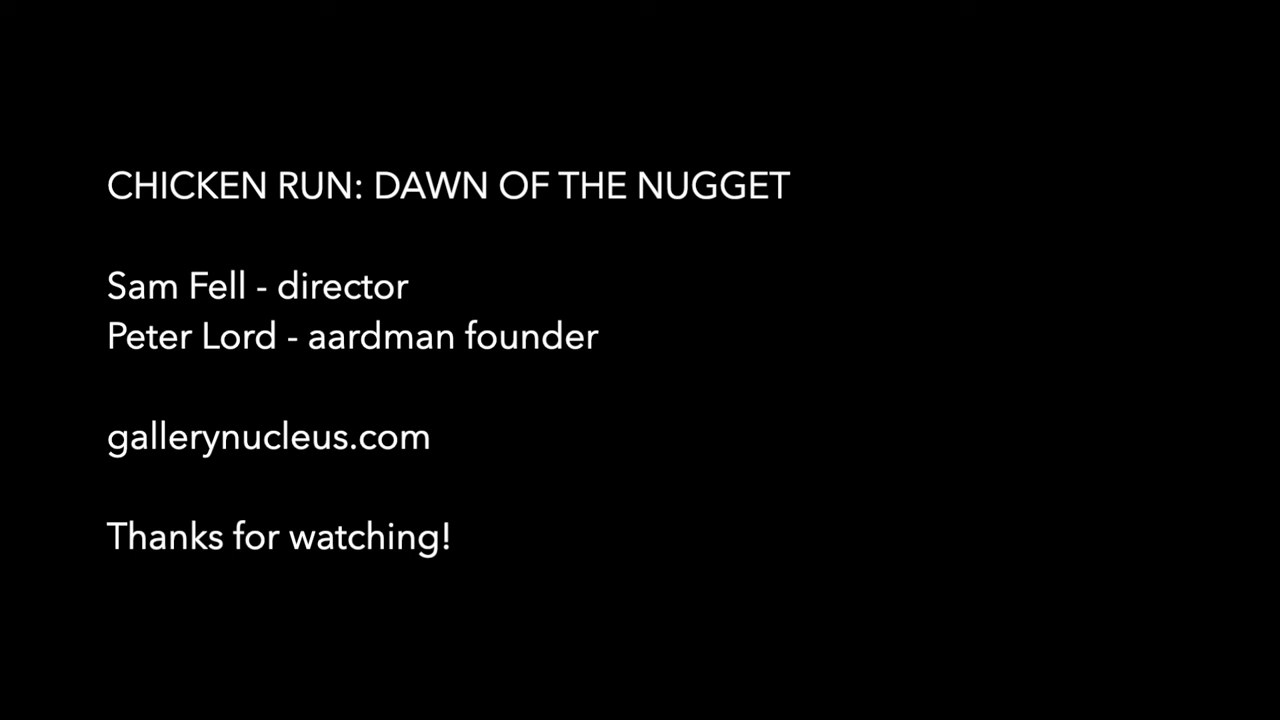 CHICKEN RUN: DAWN OF THE NUGGET
Sam Fell - director
Peter Lord - aardman founder
gallerynucleus.com
Thanks for watching!